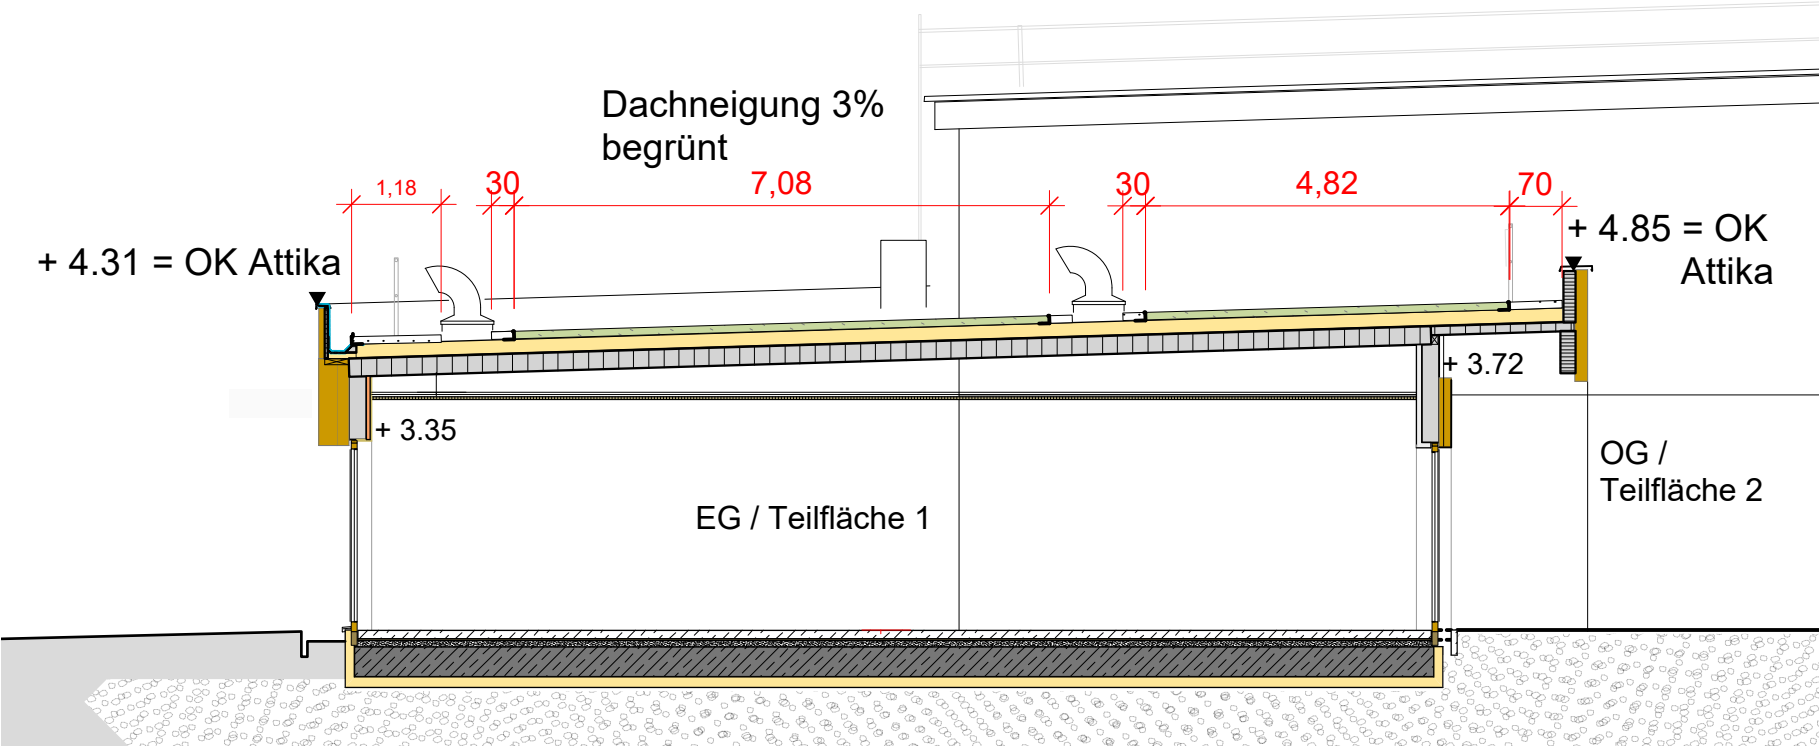 Dachneigung 3%
begrünt
1,18
30
7,08
30
4,82
70
+ 4.31 = OK Attika
+ 4.85 = OK
Attika
+ 3.72
+ 3.35
OG /
Teilfläche 2
EG / Teilfläche 1